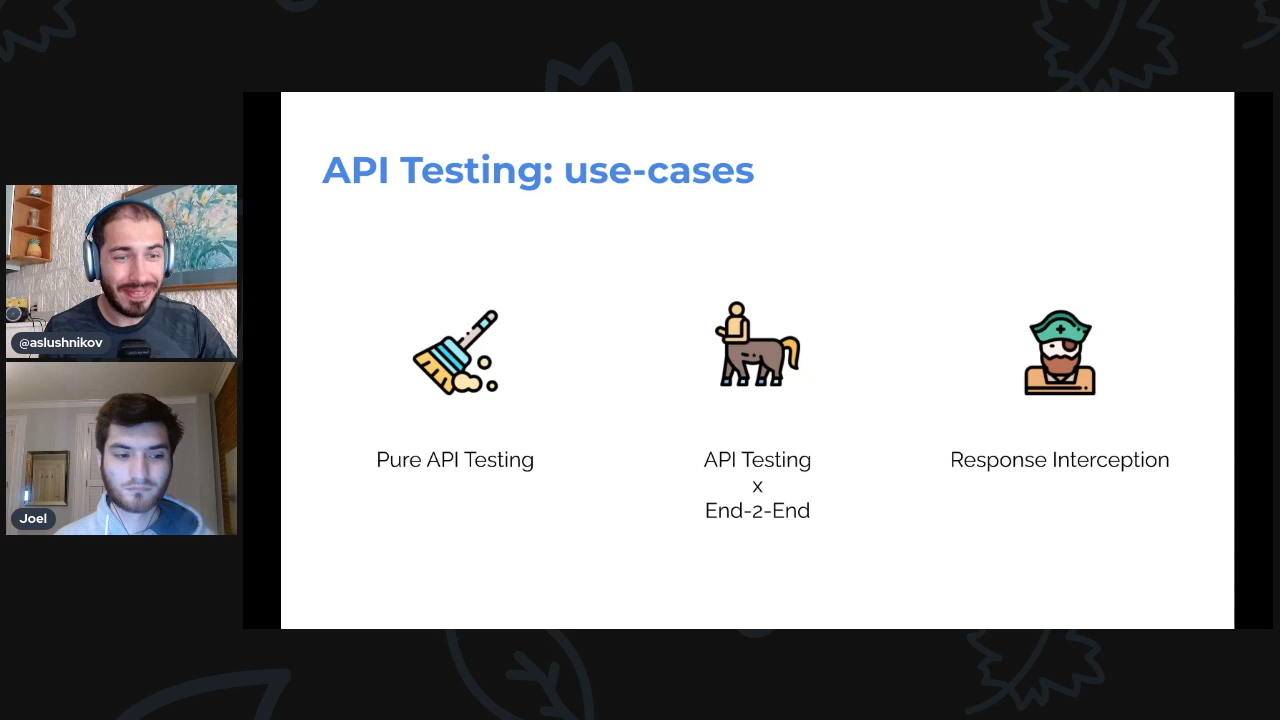 API Testing: use-cases
@aslushnikov
Joel
Pure API Testing
API Testing
x
End-2-End
Response Interception